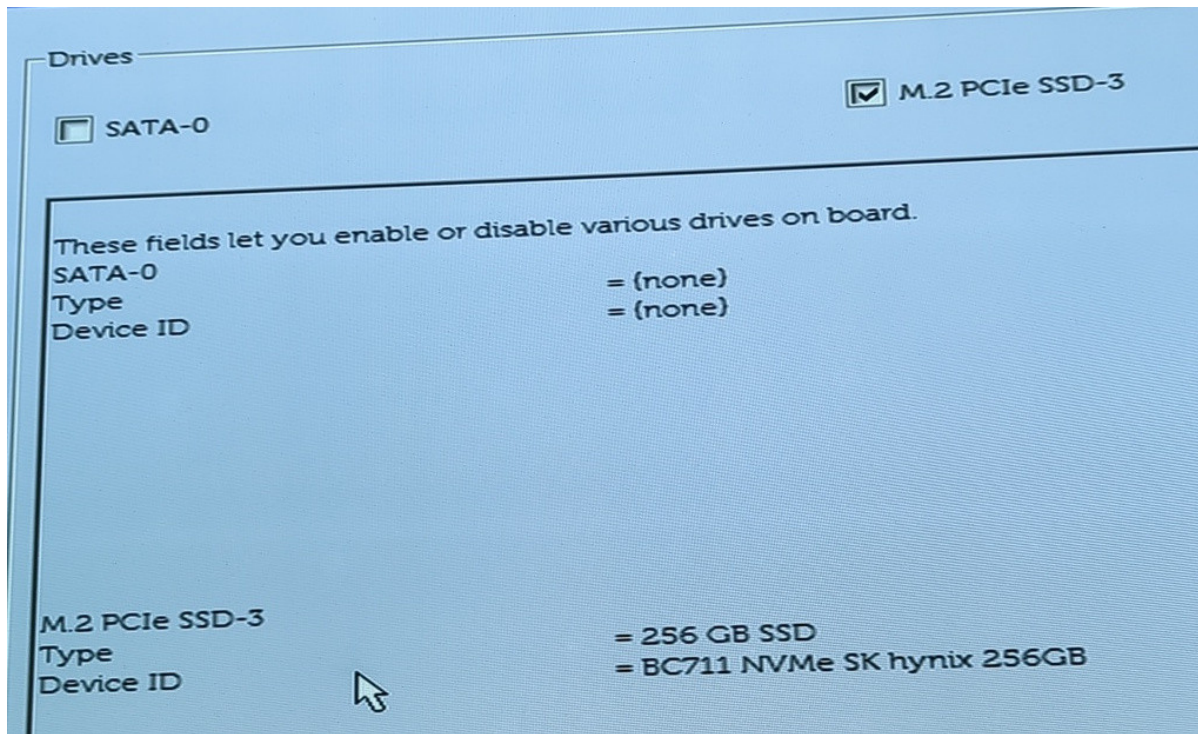 Drives
SATA-0
M.2 PCIe SSD-3
These fields let you enable or disable various drives on board.
SATA-0
Type = {none}
Device ID = {none}
M.2 PCIe SSD-3
Type = 256 GB SSD
Device ID = BC711 NVMe SK hynix 256GB